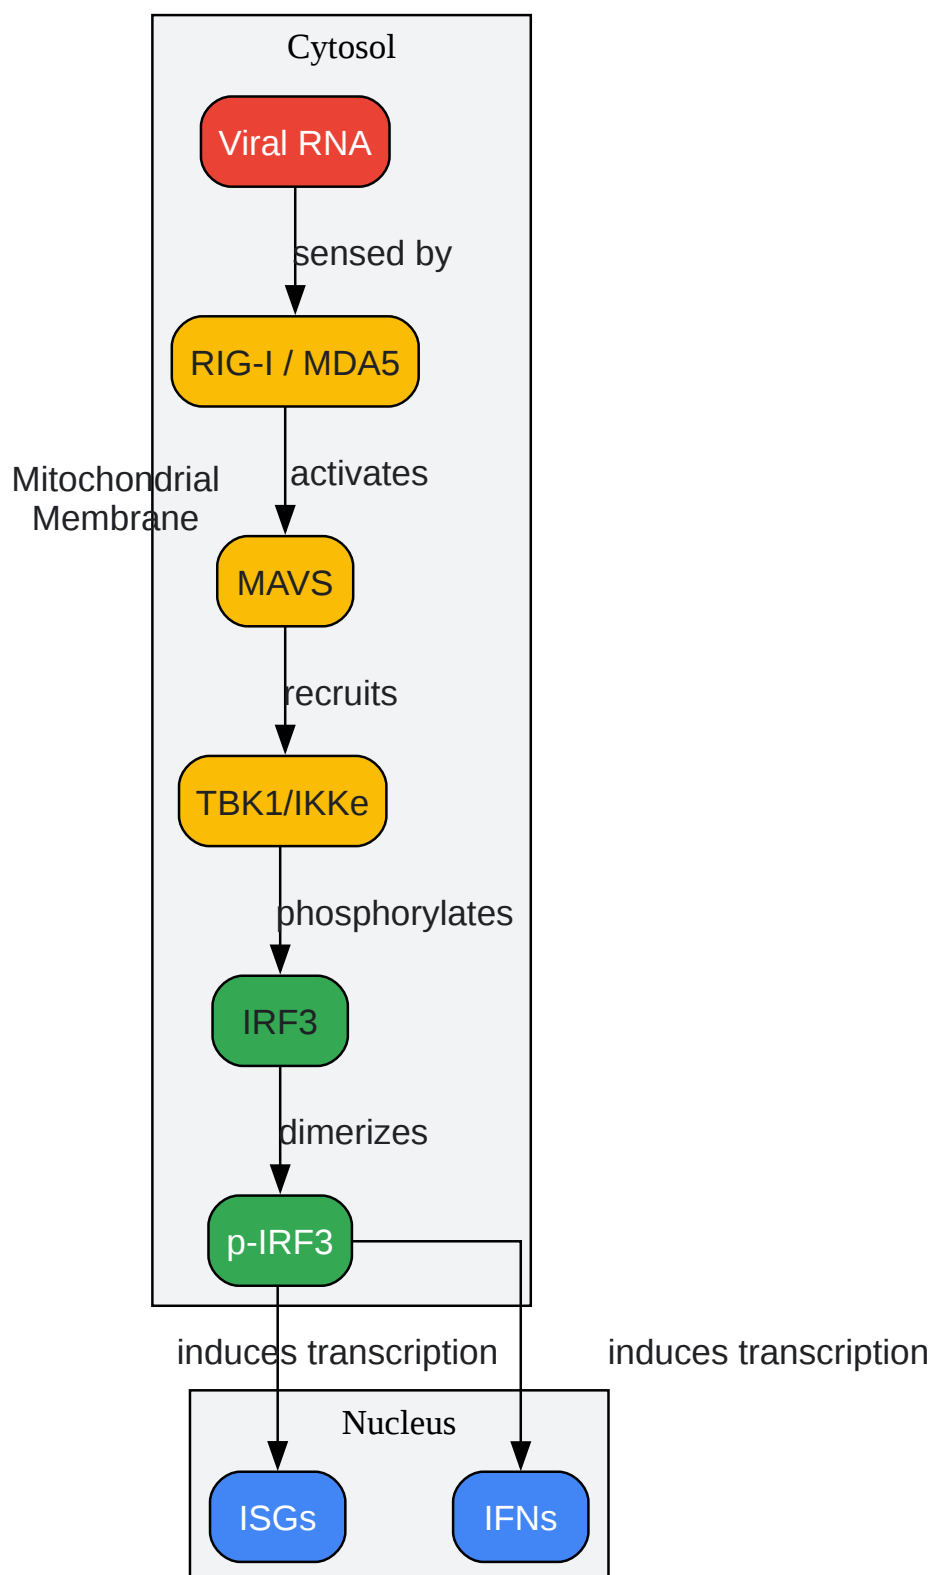 Cytosol
Viral RNA
sensed by
RIG-I / MDA5
activates
Mitochondrial
Membrane
MAVS
recruits
TBK1/IKKe
phosphorylates
IRF3
dimerizes
p-IRF3
induces transcription
induces transcription
Nucleus
ISGs
IFNs